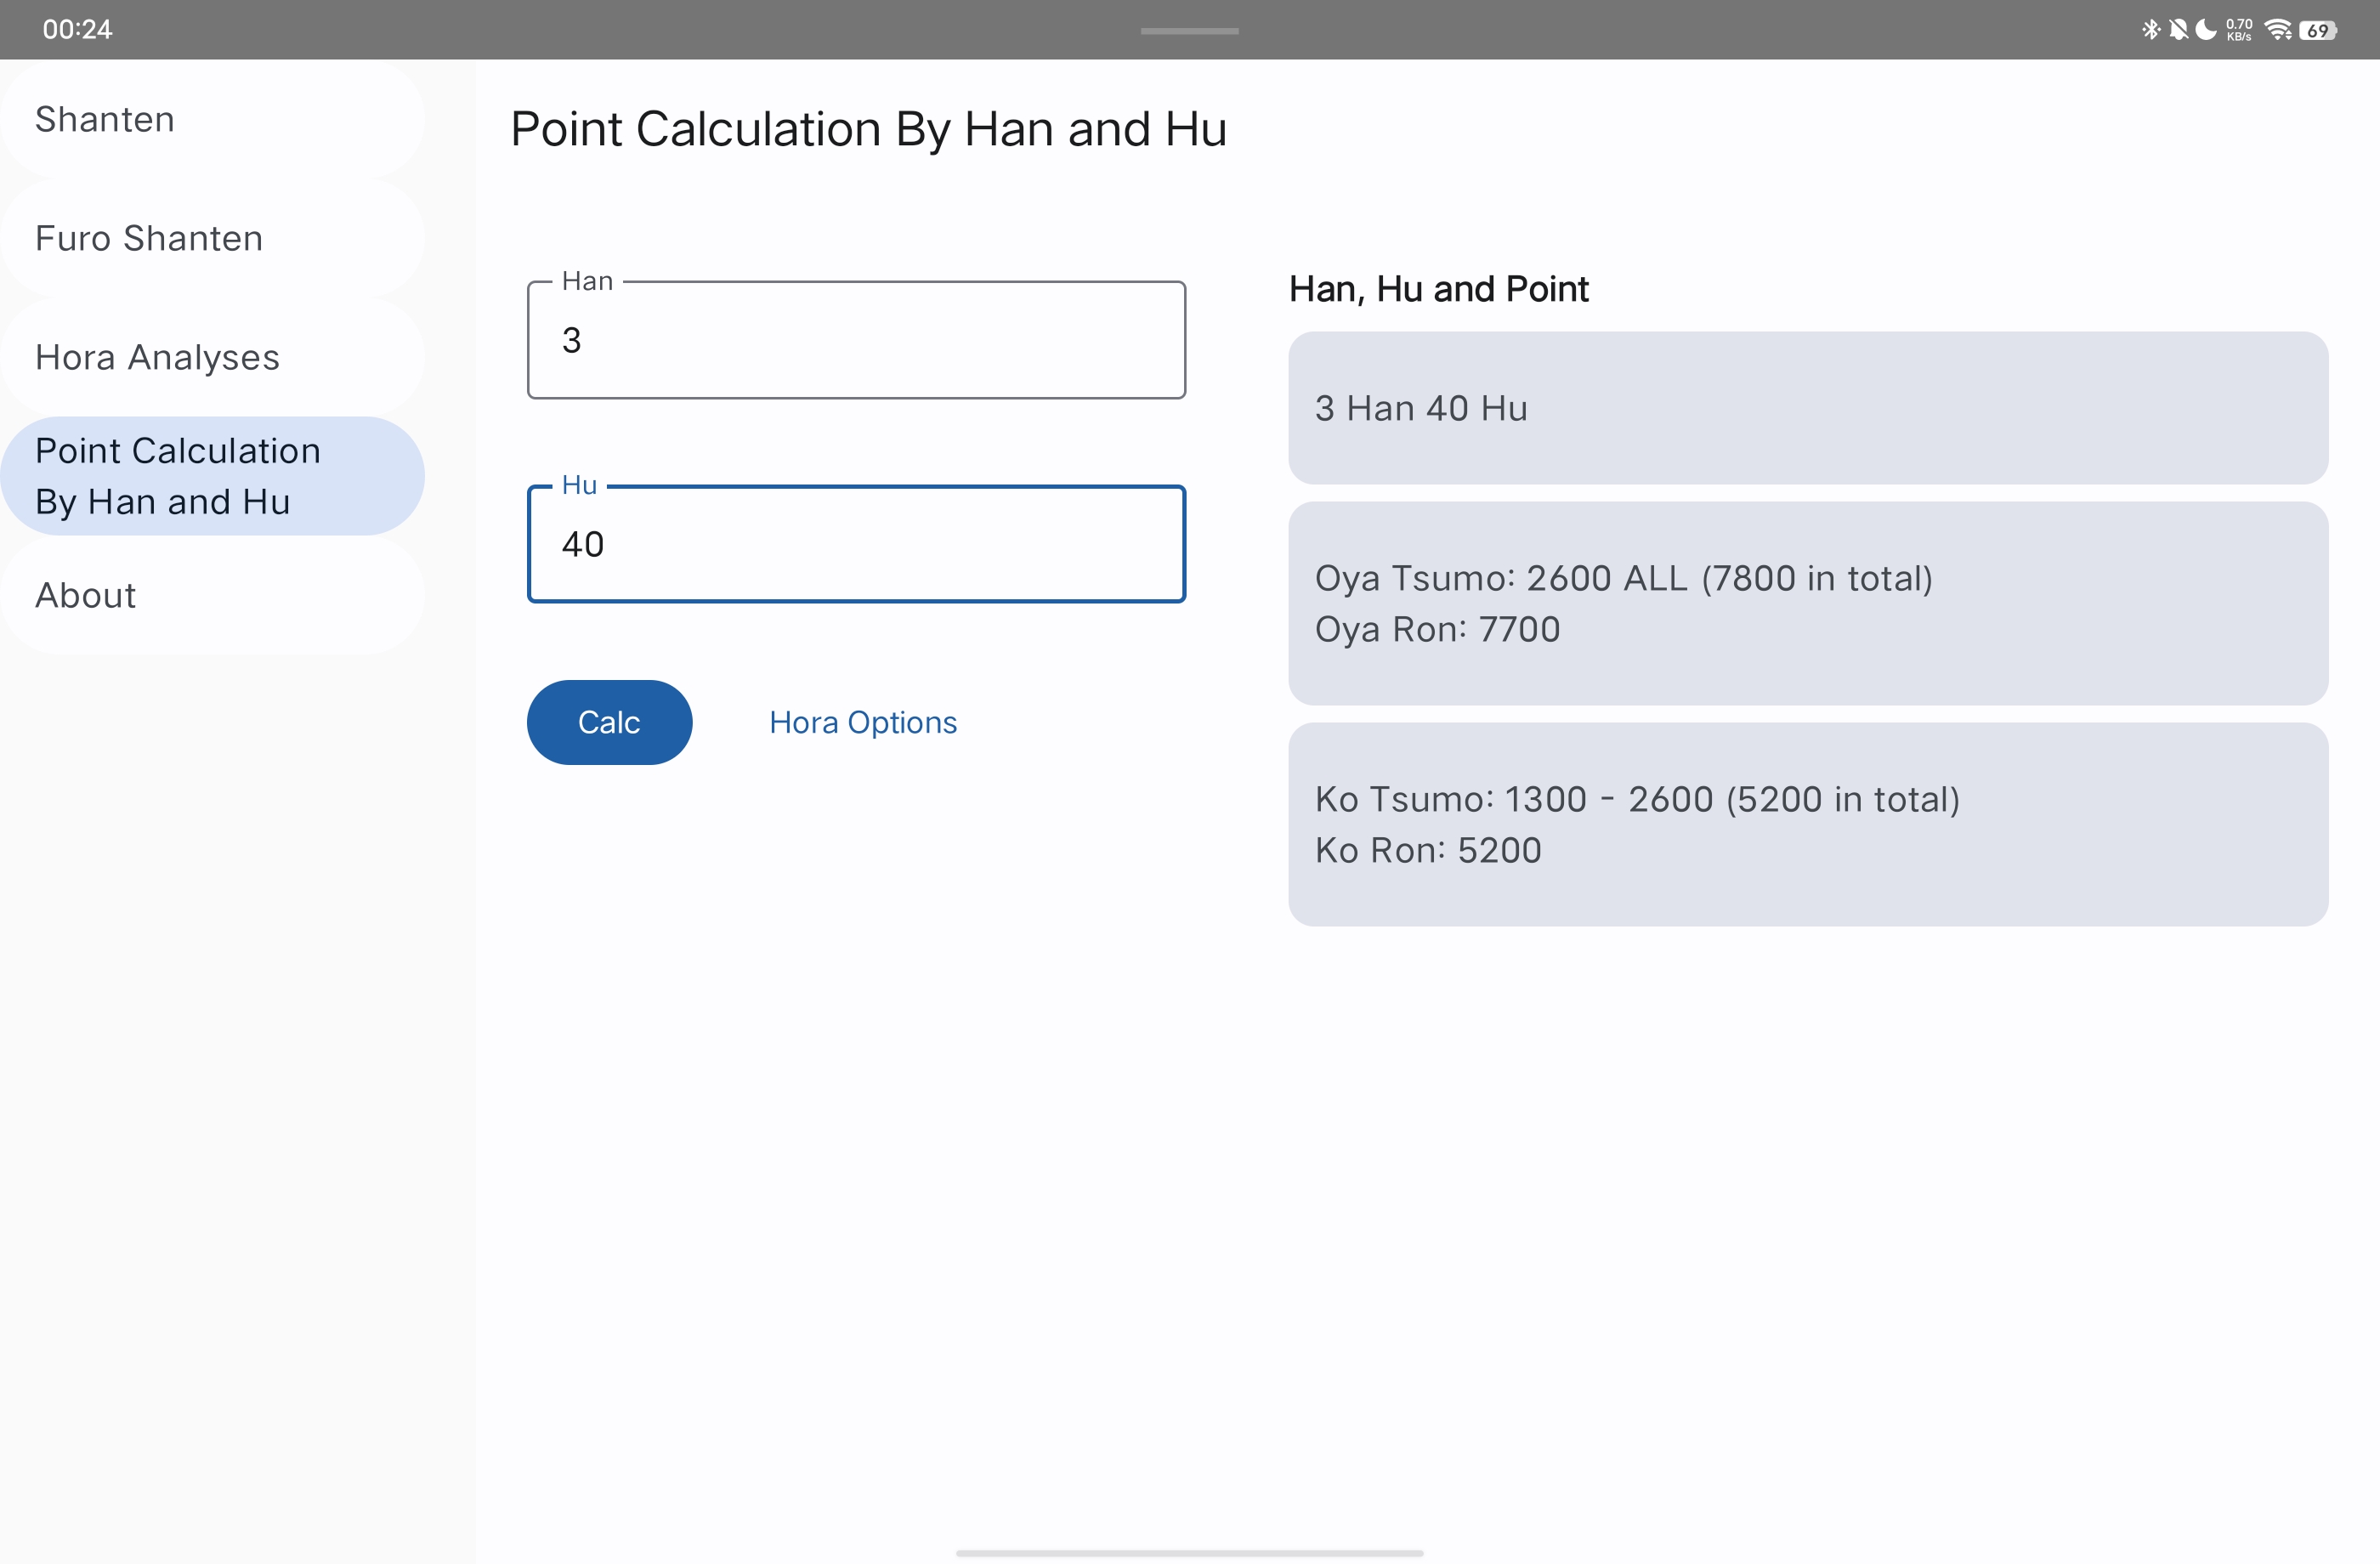 00:24
0.70
KB/s
69
Shanten
Furo Shanten
Hora Analyses
Point Calculation
By Han and Hu
About
Point Calculation By Han and Hu
Han
3
Hu
40
Calc
Hora Options
Han, Hu and Point
3 Han 40 Hu
Oya Tsumo: 2600 ALL (7800 in total)
Oya Ron: 7700
Ko Tsumo: 1300 - 2600 (5200 in total)
Ko Ron: 5200